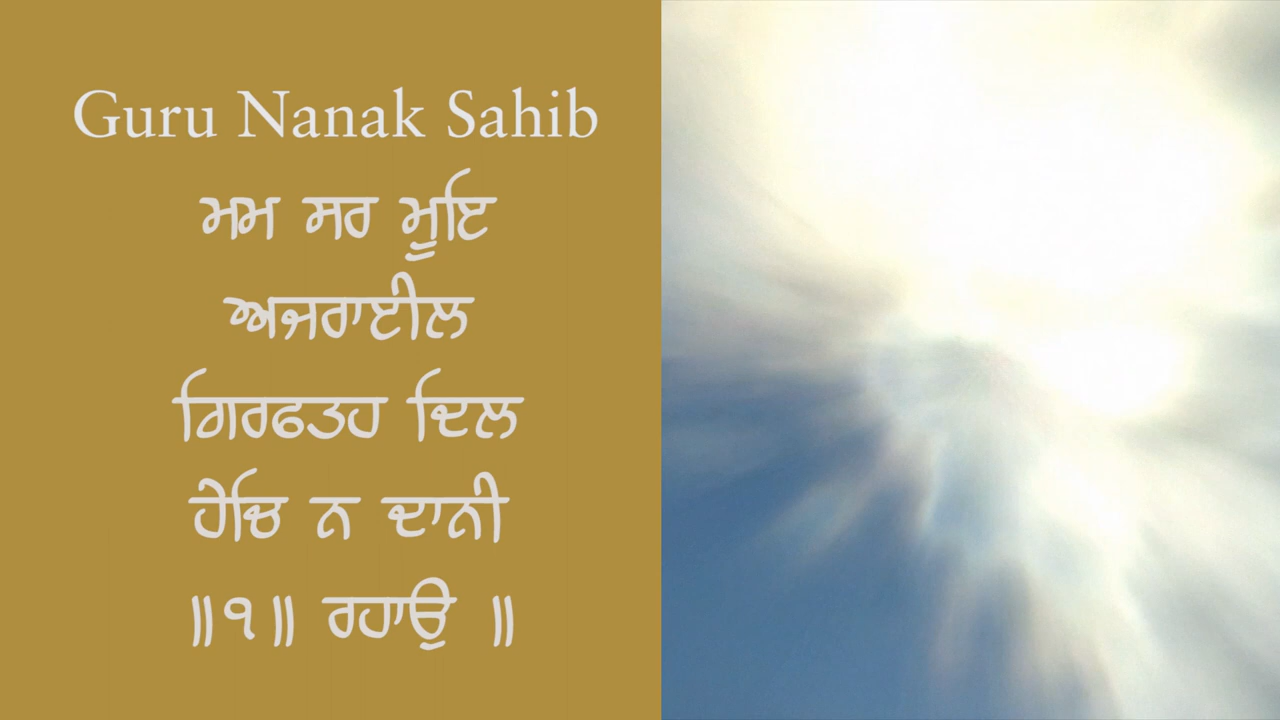 Guru Nanak Sahib
ਮਮ ਸਰ ਮੂਇ
ਅਜਰਾਈਲ
ਗਿਰਫਤਹ ਦਿਲ
ਹੇਚਿ ਨ ਦਾਨੀ
॥੧॥ ਰਹਾਉ ॥